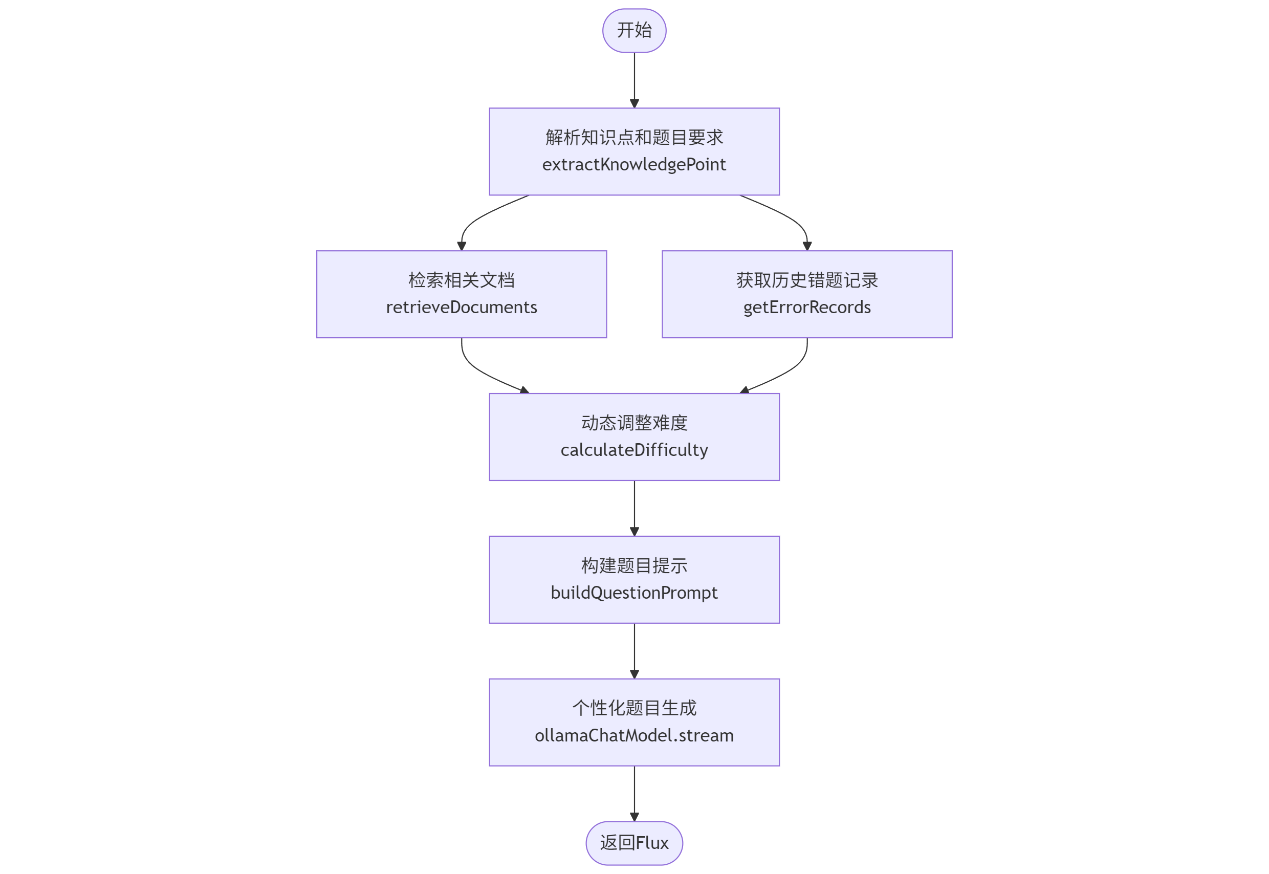 开始
解析知识点和题目要求
extractKnowledgePoint
检索相关文档
retrieveDocuments
获取历史错题记录
getErrorRecords
动态调整难度
calculateDifficulty
构建题目提示
buildQuestionPrompt
个性化题目生成
ollamaChatModel.stream
返回Flux